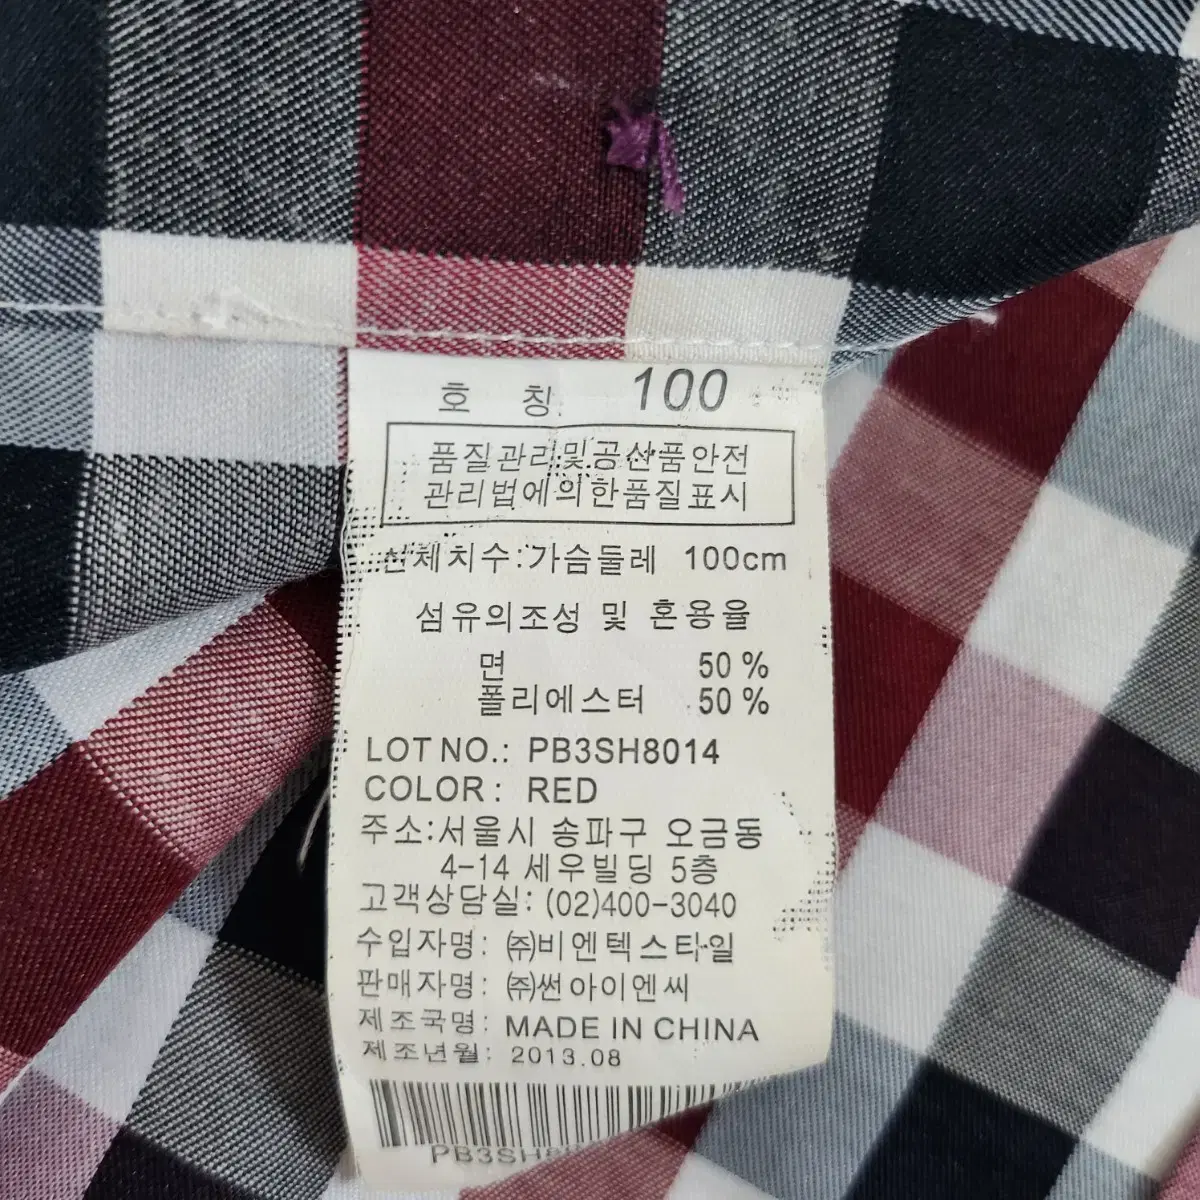 호 칭 100
품질관리및공산품안전
관리법에의한품질표시
신체치수:가슴둘레 100cm
섬유의조성 및 혼용율
면 50 %
폴리에스터 50 %
LOT NO.: PB3SH8014
COLOR : RED
주소:서울시 송파구 오금동
4-14 세우빌딩 5층
고객상담실: (02)400-3040
수입자명: ㈜비엔텍스타일
판매자명: ㈜썬아이엔씨
제조국명: MADE IN CHINA
제조년월: 2013.08